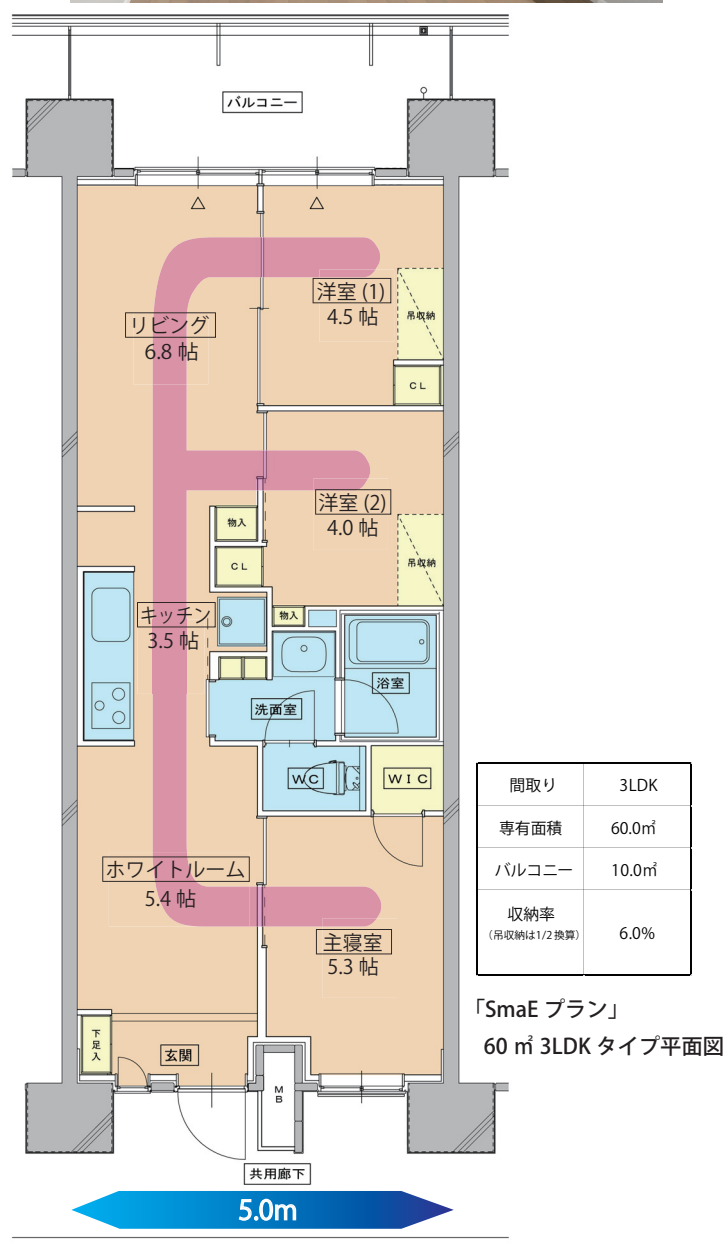 バルコニー
リビング
6.8 帖
洋室 (1)
4.5 帖
吊収納
CL
洋室 (2)
4.0 帖
吊収納
物入
CL
キッチン
3.5 帖
物入
洗面室
浴室
WC
WIC
ホワイトルーム
5.4 帖
主寝室
5.3 帖
下足入
玄関
MB
共用廊下
5.0m
間取り 3LDK
専有面積 60.0㎡
バルコニー 10.0㎡
収納率 6.0%
(吊収納は1/2 換算)
「SmaE プラン」
60 ㎡ 3LDK タイプ平面図